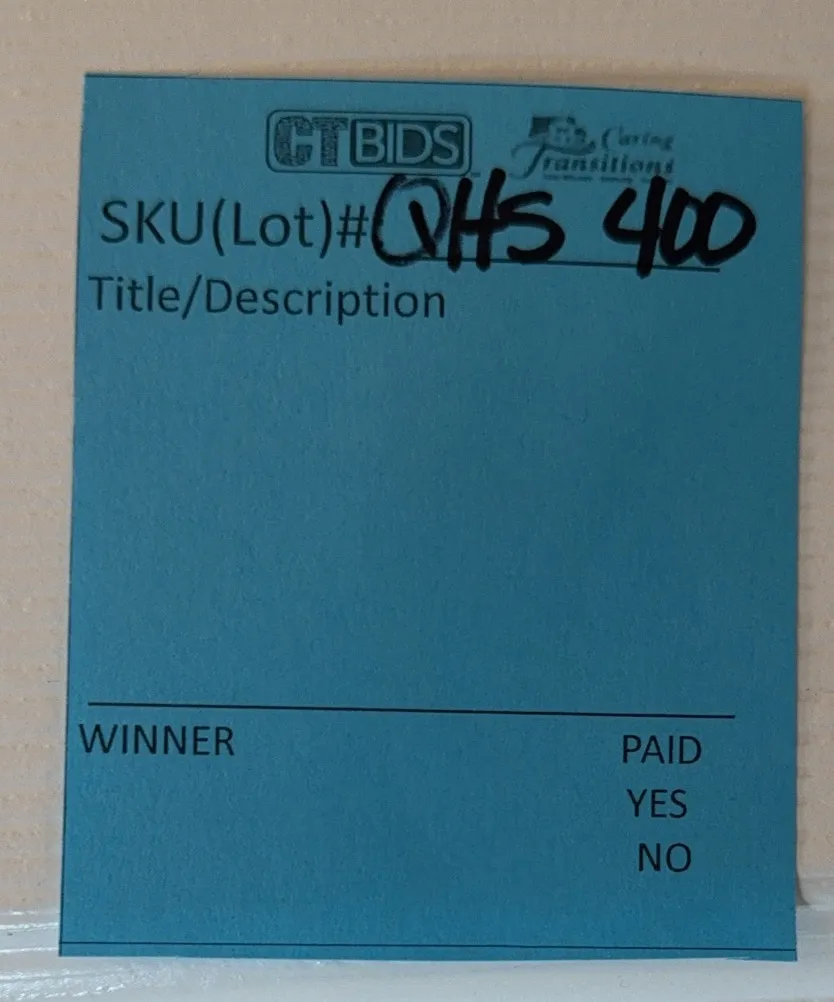 CTBIDS Caring Transitions
SKU(Lot)# QHS 400
Title/Description
WINNER PAID
YES
NO